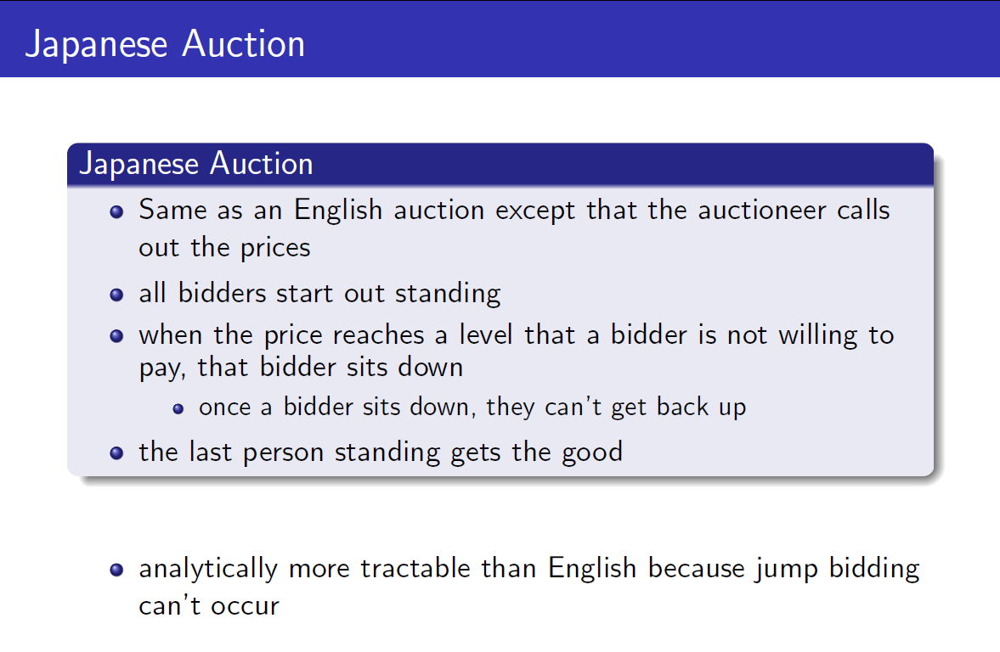 Japanese Auction
Japanese Auction
Same as an English auction except that the auctioneer calls
out the prices
all bidders start out standing
when the price reaches a level that a bidder is not willing to
pay, that bidder sits down
once a bidder sits down, they can't get back up
the last person standing gets the good
analytically more tractable than English because jump bidding
can't occur